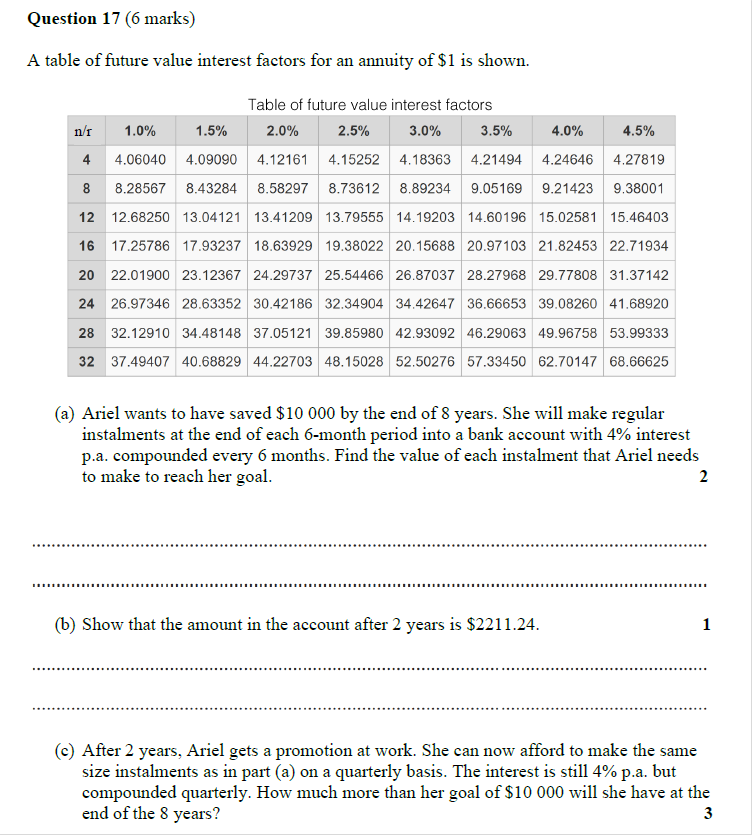 Question 17 (6 marks)
A table of future value interest factors for an annuity of $1 is shown.
Table of future value interest factors
n/r 1.0% 1.5% 2.0% 2.5% 3.0% 3.5% 4.0% 4.5%
4 4.06040 4.09090 4.12161 4.15252 4.18363 4.21494 4.24646 4.27819
8 8.28567 8.43284 8.58297 8.73612 8.89234 9.05169 9.21423 9.38001
12 12.68250 13.04121 13.41209 13.79555 14.19203 14.60196 15.02581 15.46403
16 17.25786 17.93237 18.63929 19.38022 20.15688 20.97103 21.82453 22.71934
20 22.01900 23.12367 24.29737 25.54466 26.87037 28.27968 29.77808 31.37142
24 26.97346 28.63352 30.42186 32.34904 34.42647 36.66653 39.08260 41.68920
28 32.12910 34.48148 37.05121 39.85980 42.93092 46.29063 49.96758 53.99333
32 37.49407 40.68829 44.22703 48.15028 52.50276 57.33450 62.70147 68.66625
(a) Ariel wants to have saved $10 000 by the end of 8 years. She will make regular
instalments at the end of each 6-month period into a bank account with 4% interest
p.a. compounded every 6 months. Find the value of each instalment that Ariel needs
to make to reach her goal. 2
(b) Show that the amount in the account after 2 years is $2211.24. 1
(c) After 2 years, Ariel gets a promotion at work. She can now afford to make the same
size instalments as in part (a) on a quarterly basis. The interest is still 4% p.a. but
compounded quarterly. How much more than her goal of $10 000 will she have at the
end of the 8 years? 3